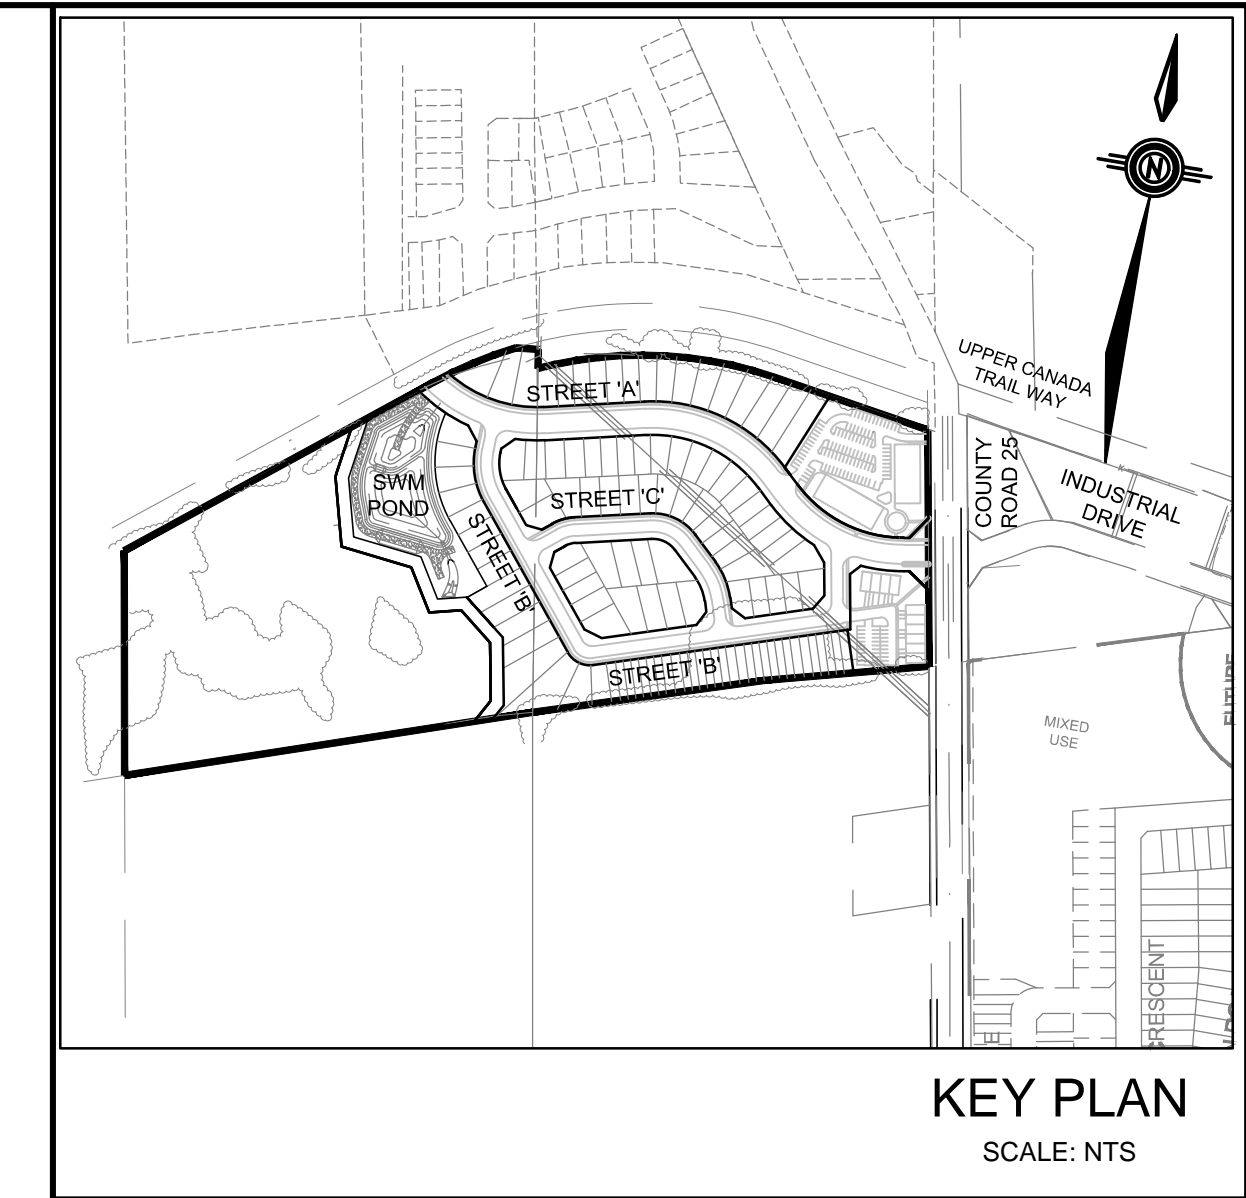 N
UPPER CANADA
TRAIL WAY
STREET 'A'
COUNTY
ROAD 25
INDUSTRIAL
DRIVE
SWM
POND
STREET 'C'
STREET 'B'
STREET 'B'
FUTURE
MIXED
USE
CRESCENT
KEY PLAN
SCALE: NTS